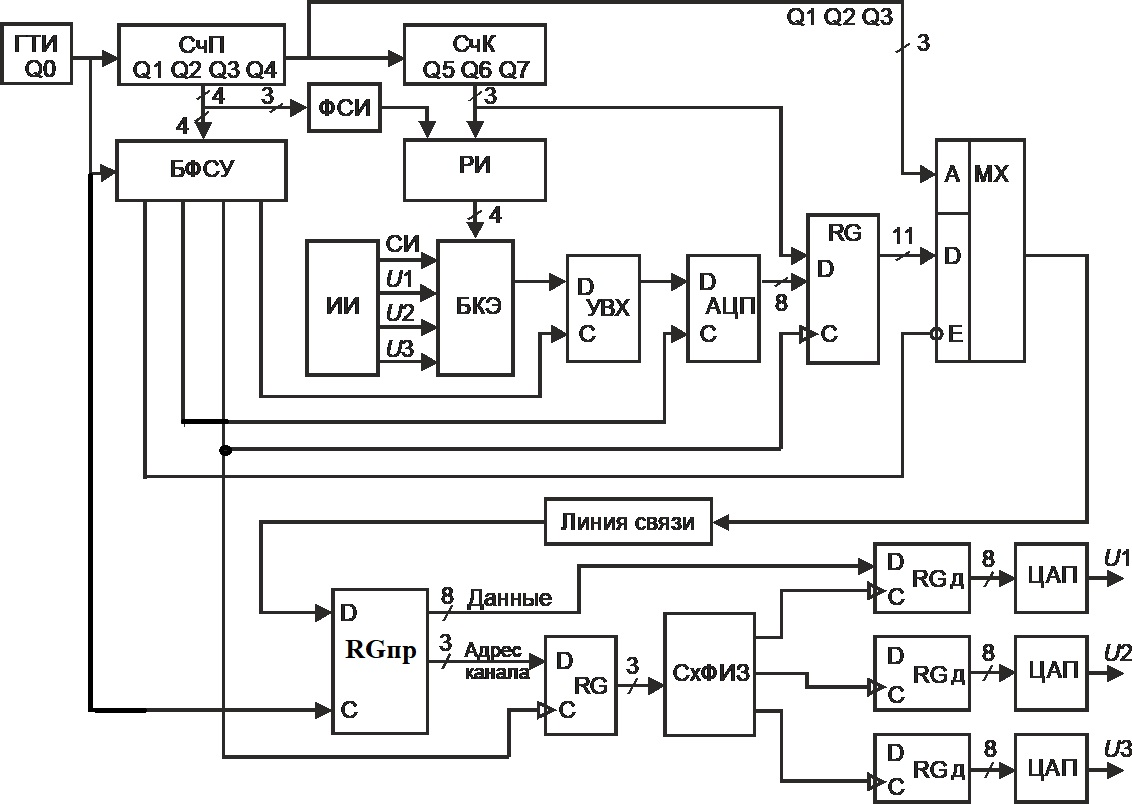 ГТИ
Q0
СчП
Q1 Q2 Q3 Q4
СчК
Q5 Q6 Q7
Q1 Q2 Q3
3
4
3
4
ФСИ
3
БФСУ
РИ
4
A
MX
RG
11
D
D
E
C
ИИ
СИ
U1
U2
U3
БКЭ
D
УВХ
C
D
АЦП
C
8
Линия связи
D
RGпр
C
8
Данные
3
Адрес
канала
D
RG
C
3
СхФИЗ
D
RGд
C
8
ЦАП
U1
D
RGд
C
8
ЦАП
U2
D
RGд
C
8
ЦАП
U3